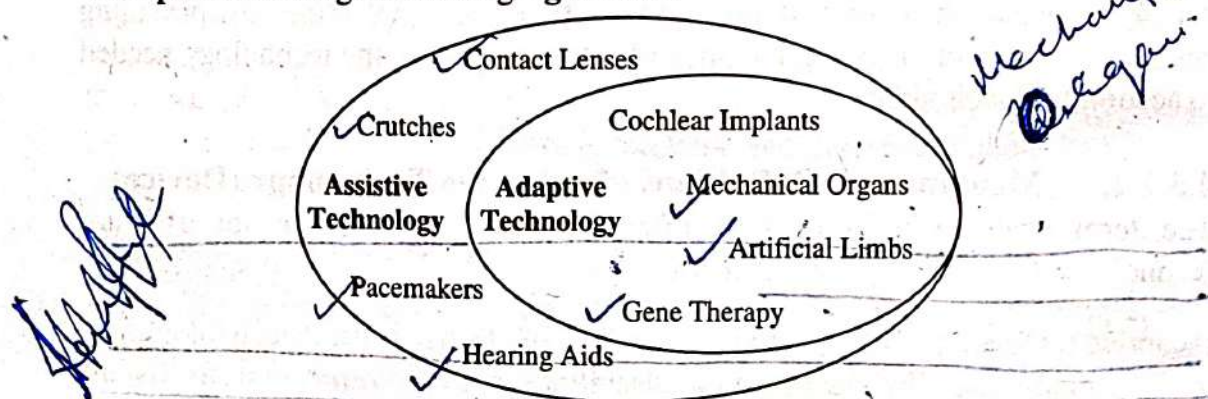 Contact Lenses
Crutches
Cochlear Implants
Assistive
Technology
Adaptive
Technology
Mechanical Organs
Artificial Limbs
Pacemakers
Gene Therapy
Hearing Aids